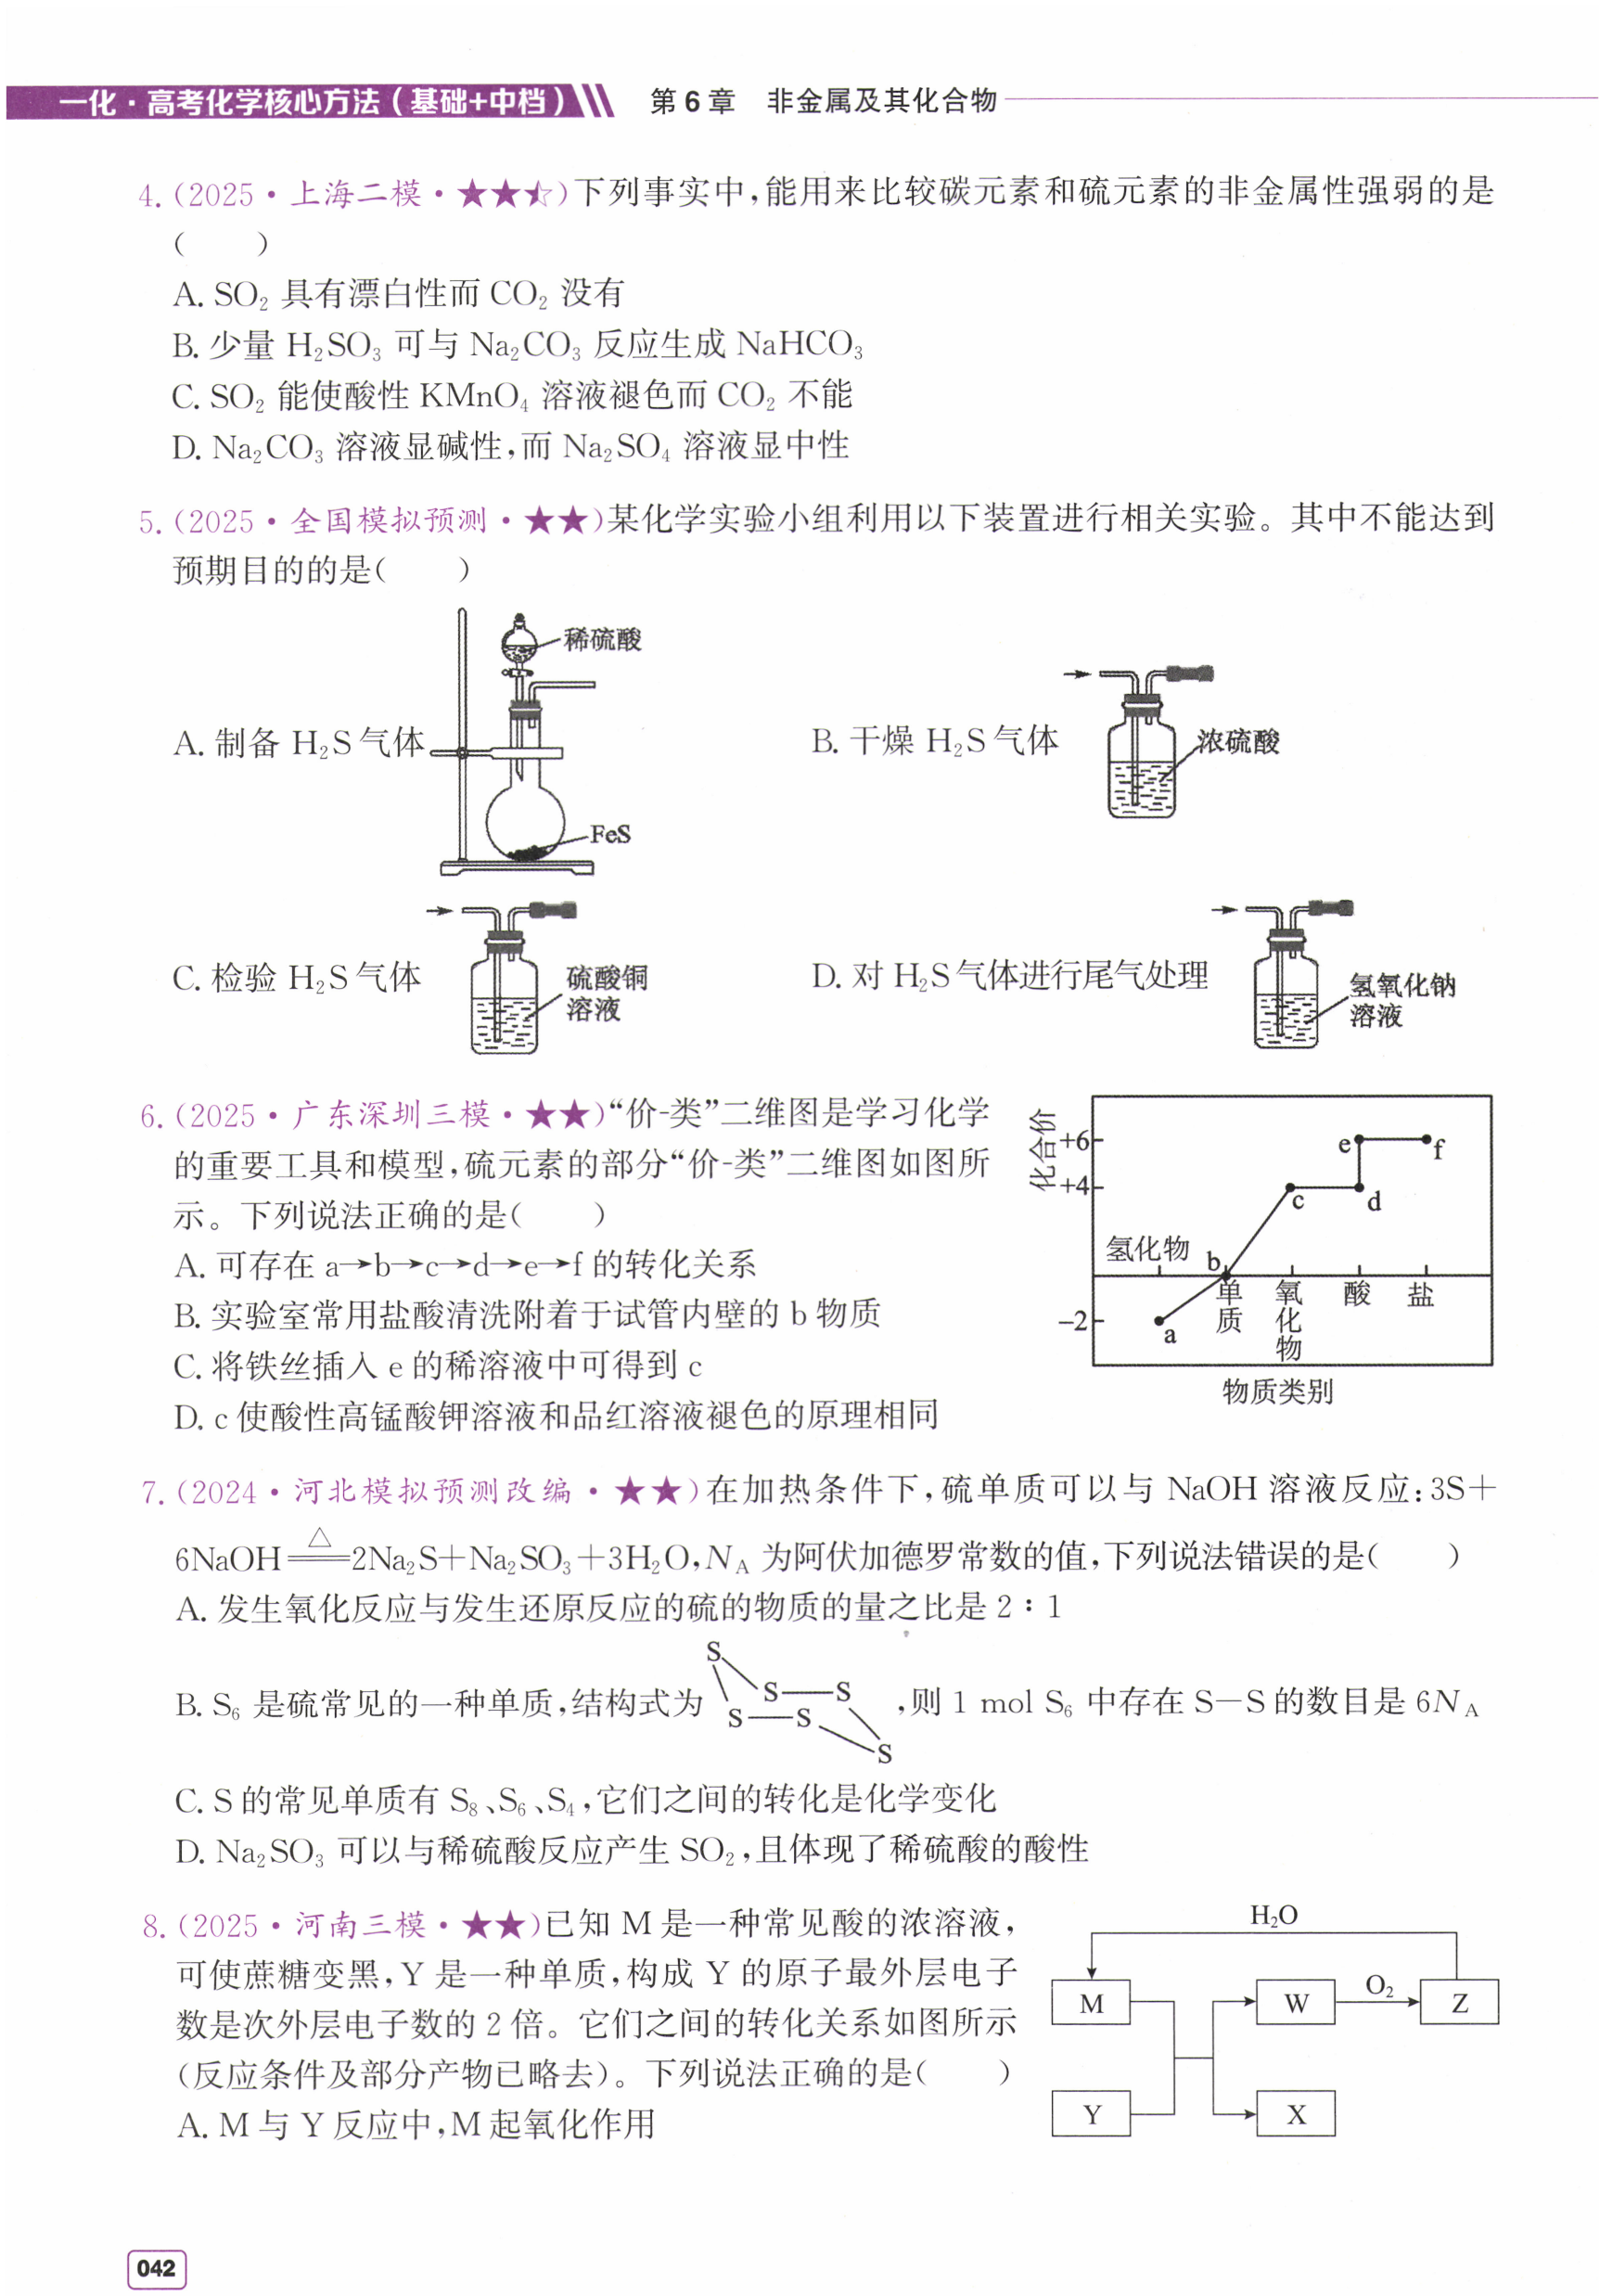 一化·高考化学核心方法(基础+中档) 第6章 非金属及其化合物
4.(2025·上海二模·★★☆)下列事实中,能用来比较碳元素和硫元素的非金属性强弱的是
( )
A. SO₂ 具有漂白性而 CO₂ 没有
B. 少量 H₂SO₃ 可与 Na₂CO₃ 反应生成 NaHCO₃
C. SO₂ 能使酸性 KMnO₄ 溶液褪色而 CO₂ 不能
D. Na₂CO₃ 溶液显碱性,而 Na₂SO₄ 溶液显中性
5.(2025·全国模拟预测·★★)某化学实验小组利用以下装置进行相关实验。其中不能达到
预期目的的是( )
稀硫酸
A. 制备 H₂S 气体
FeS
B. 干燥 H₂S 气体
浓硫酸
C. 检验 H₂S 气体
硫酸铜
溶液
D. 对 H₂S 气体进行尾气处理
氢氧化钠
溶液
6.(2025·广东深圳三模·★★)“价-类”二维图是学习化学
的重要工具和模型,硫元素的部分“价-类”二维图如图所
示。下列说法正确的是( )
A. 可存在 a→b→c→d→e→f 的转化关系
B. 实验室常用盐酸清洗附着于试管内壁的 b 物质
C. 将铁丝插入 e 的稀溶液中可得到 c
D. c 使酸性高锰酸钾溶液和品红溶液褪色的原理相同
化合价
+6
e
f
+4
c
d
氢化物
b
单质
氧化物
酸
盐
-2
a
物质类别
7.(2024·河北模拟预测改编·★★)在加热条件下,硫单质可以与 NaOH 溶液反应:3S+
6NaOH≜2Na₂S+Na₂SO₃+3H₂O,N_A 为阿伏加德罗常数的值,下列说法错误的是( )
A. 发生氧化反应与发生还原反应的硫的物质的量之比是 2∶1
B. S₆ 是硫常见的一种单质,结构式为 S S—S S—S S ,则 1 mol S₆ 中存在 S—S 的数目是 6N_A
C. S 的常见单质有 S₈、S₆、S₄,它们之间的转化是化学变化
D. Na₂SO₃ 可以与稀硫酸反应产生 SO₂,且体现了稀硫酸的酸性
8.(2025·河南三模·★★)已知 M 是一种常见酸的浓溶液,
可使蔗糖变黑,Y 是一种单质,构成 Y 的原子最外层电子
数是次外层电子数的 2 倍。它们之间的转化关系如图所示
(反应条件及部分产物已略去)。下列说法正确的是( )
A. M 与 Y 反应中,M 起氧化作用
H₂O
M
W
O₂
Z
Y
X
042